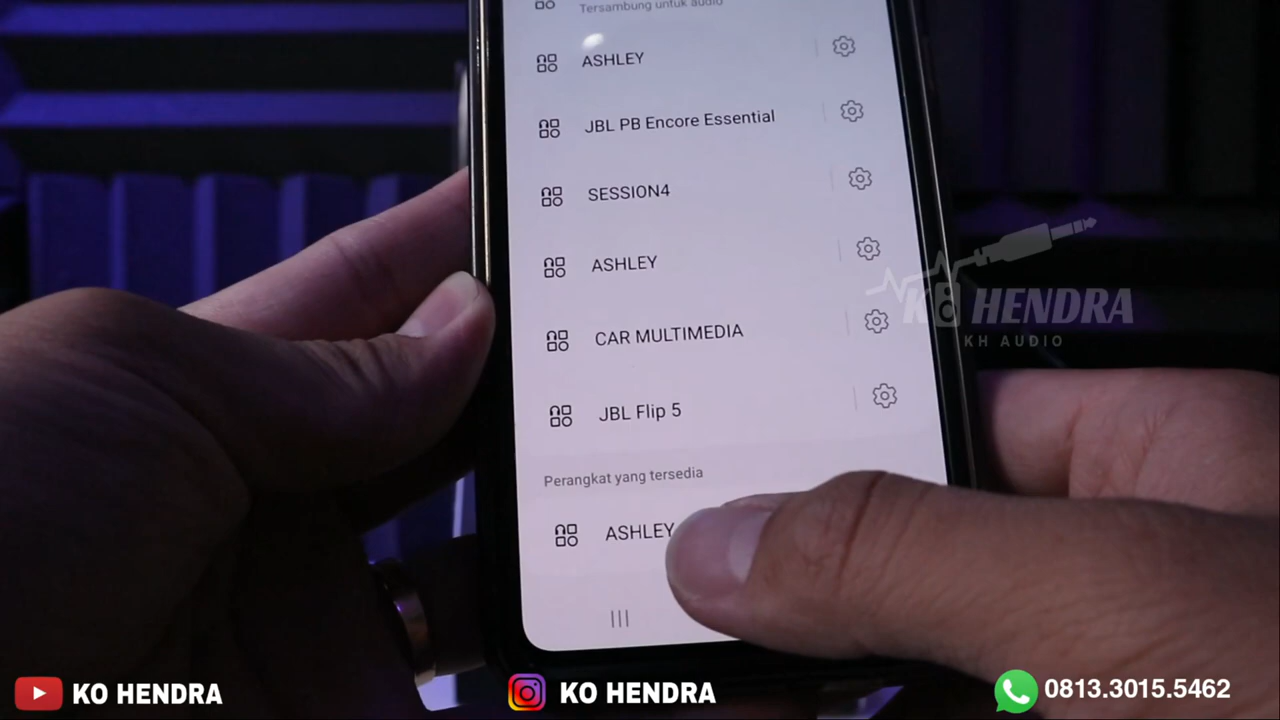 Tersambung untuk audio
ASHLEY
JBL PB Encore Essential
SESSION4
ASHLEY
CAR MULTIMEDIA
JBL Flip 5
Perangkat yang tersedia
ASHLEY
KO HENDRA
KH AUDIO
KO HENDRA
KO HENDRA
0813.3015.5462